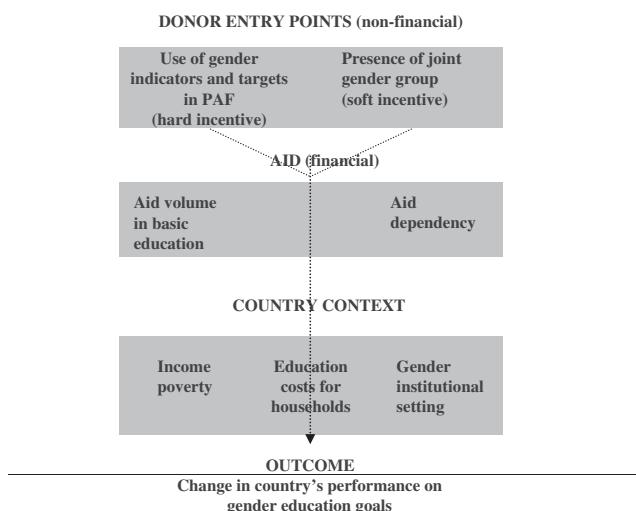 DONOR ENTRY POINTS (non-financial)
Use of gender
indicators and targets
in PAF
(hard incentive)
Presence of joint
gender group
(soft incentive)
AID (financial)
Aid volume
in basic
education
Aid
dependency
COUNTRY CONTEXT
Income
poverty
Education
costs for
households
Gender
institutional
setting
OUTCOME
Change in country's performance on
gender education goals